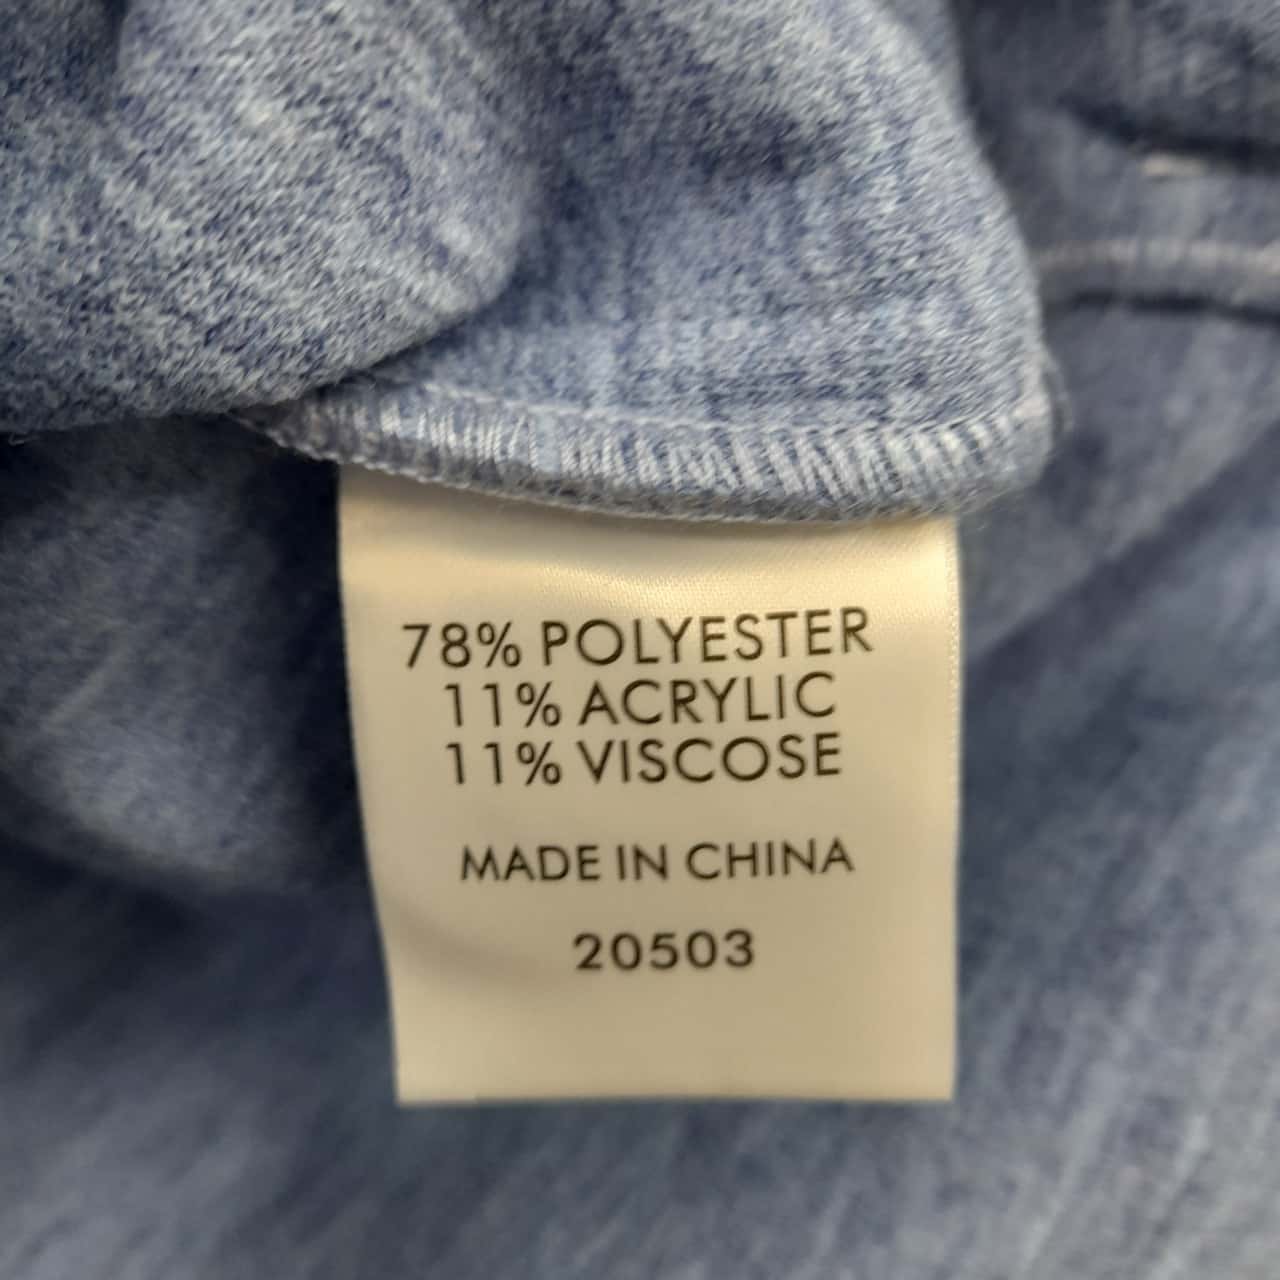 78% POLYESTER
11% ACRYLIC
11% VISCOSE
MADE IN CHINA
20503